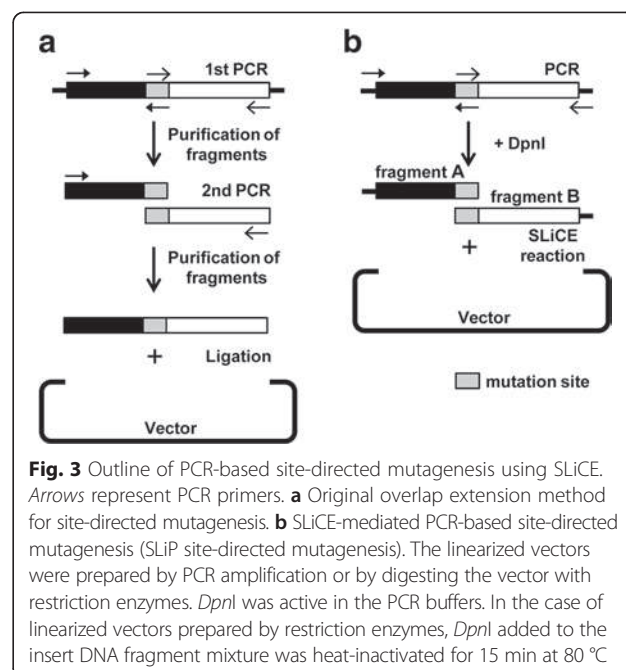 a
1st PCR
Purification of
fragments
2nd PCR
Purification of
fragments
+ Ligation
Vector
b
PCR
+ DpnI
fragment A
fragment B
+
SLiCE
reaction
Vector
mutation site
Fig. 3 Outline of PCR-based site-directed mutagenesis using SLiCE.
Arrows represent PCR primers. a Original overlap extension method
for site-directed mutagenesis. b SLiCE-mediated PCR-based site-directed
mutagenesis (SLiP site-directed mutagenesis). The linearized vectors
were prepared by PCR amplification or by digesting the vector with
restriction enzymes. DpnI was active in the PCR buffers. In the case of
linearized vectors prepared by restriction enzymes, DpnI added to the
insert DNA fragment mixture was heat-inactivated for 15 min at 80 °C